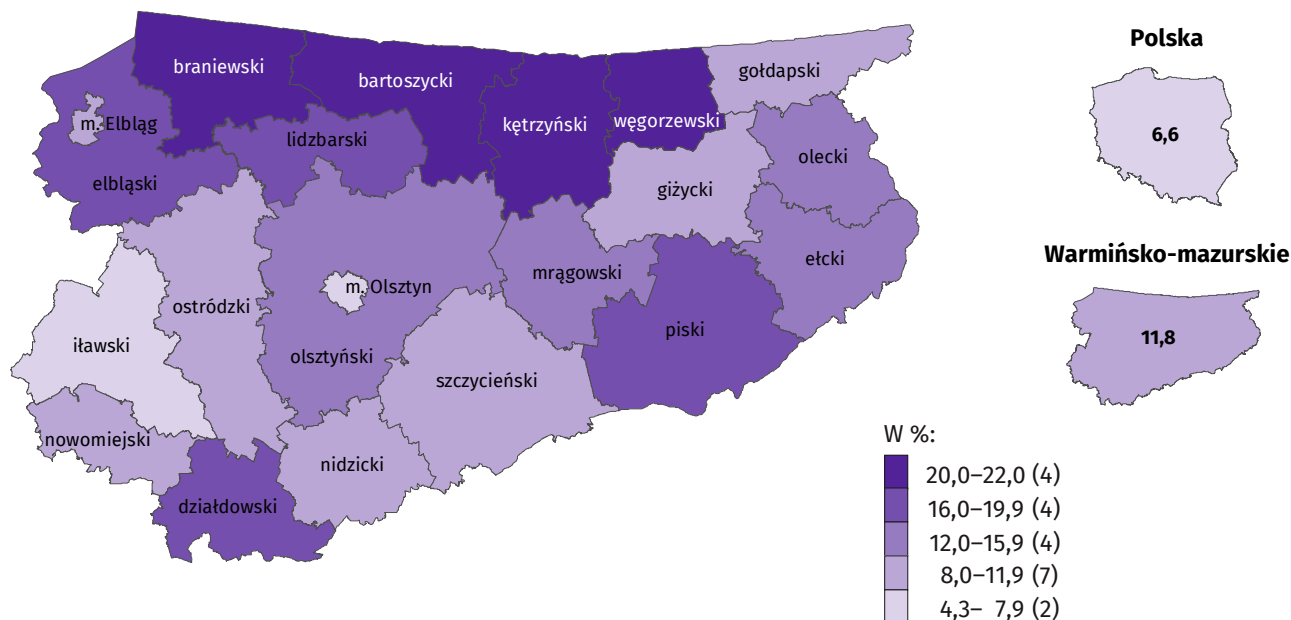 Polska
6,6
Warmińsko-mazurskie
11,8
braniewski
bartoszycki
gołdapski
m. Elbląg
kętrzyński
węgorzewski
lidzbarski
olecki
elbląski
giżycki
ełcki
mrągowski
m. Olsztyn
ostródzki
piski
iławski
olsztyński
szczycieński
nowomiejski
nidzicki
działdowski
W %:
20,0–22,0 (4)
16,0–19,9 (4)
12,0–15,9 (4)
8,0–11,9 (7)
4,3– 7,9 (2)